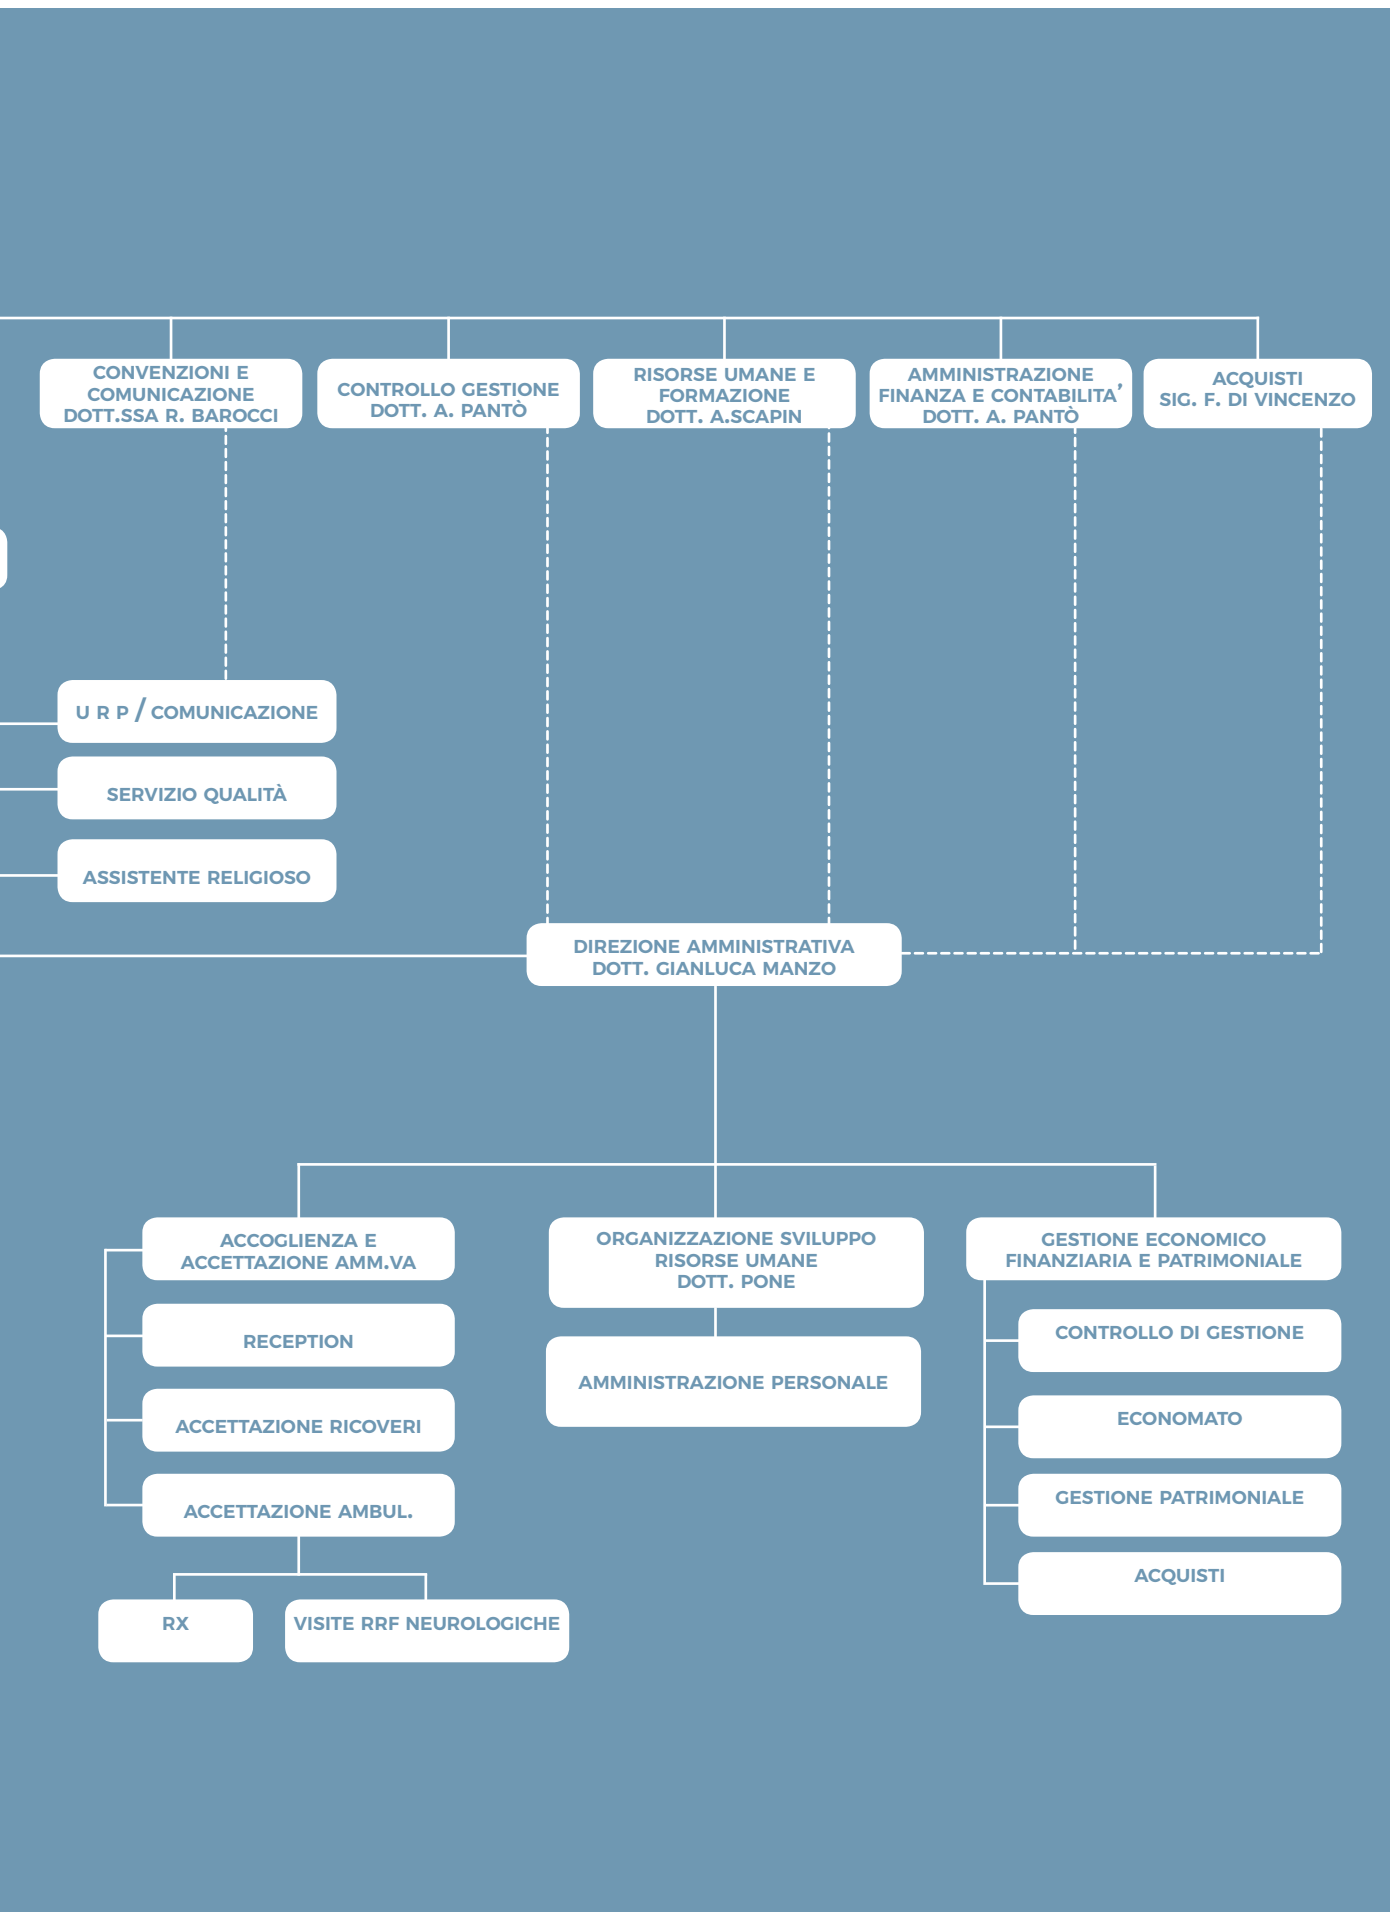 CONVENZIONI E
COMUNICAZIONE
DOTT.SSA R. BAROCCI
CONTROLLO GESTIONE
DOTT. A. PANTÒ
RISORSE UMANE E
FORMAZIONE
DOTT. A.SCAPIN
AMMINISTRAZIONE
FINANZA E CONTABILITA’
DOTT. A. PANTÒ
ACQUISTI
SIG. F. DI VINCENZO
U R P / COMUNICAZIONE
SERVIZIO QUALITÀ
ASSISTENTE RELIGIOSO
DIREZIONE AMMINISTRATIVA
DOTT. GIANLUCA MANZO
ACCOGLIENZA E
ACCETTAZIONE AMM.VA
RECEPTION
ACCETTAZIONE RICOVERI
ACCETTAZIONE AMBUL.
RX
VISITE RRF NEUROLOGICHE
ORGANIZZAZIONE SVILUPPO
RISORSE UMANE
DOTT. PONE
AMMINISTRAZIONE PERSONALE
GESTIONE ECONOMICO
FINANZIARIA E PATRIMONIALE
CONTROLLO DI GESTIONE
ECONOMATO
GESTIONE PATRIMONIALE
ACQUISTI